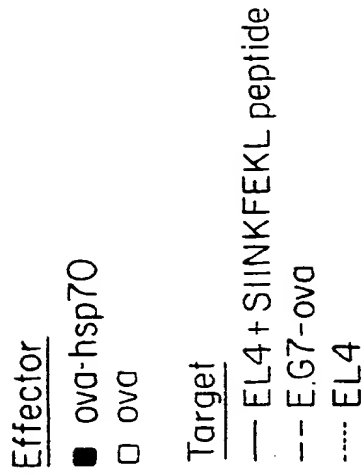 Effector
ova-hsp70
ova
Target
EL4 + SIINKFEKL peptide
E.G7-ova
EL4